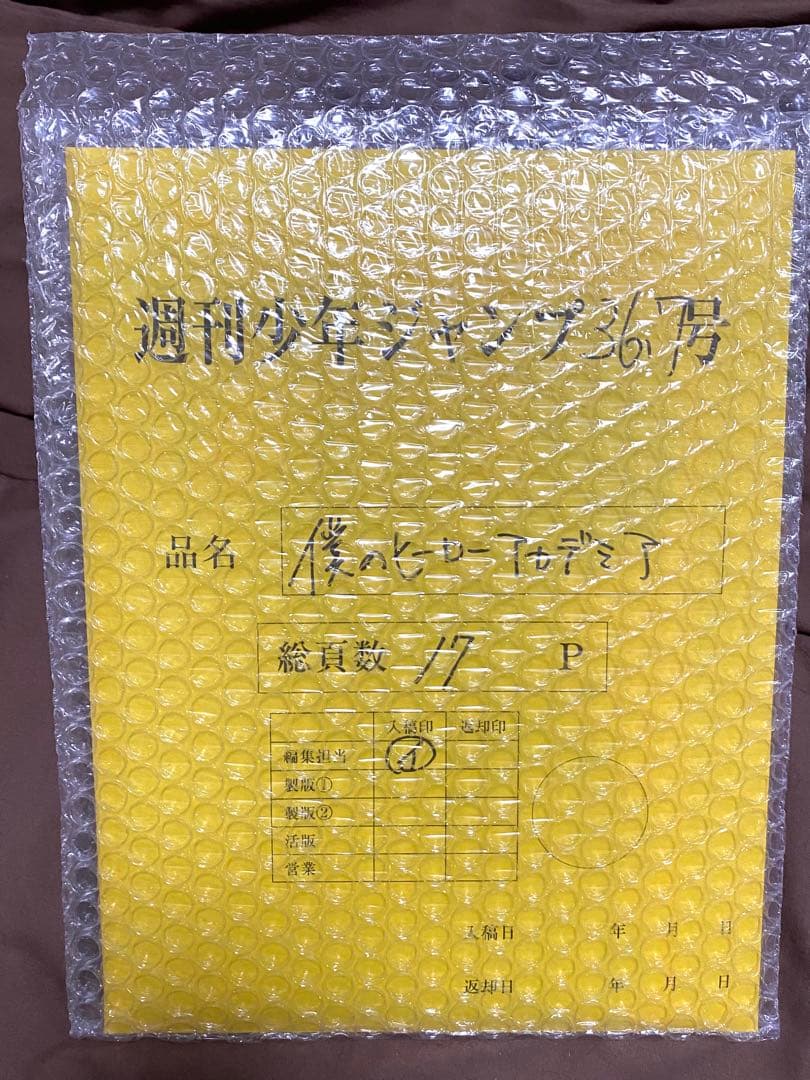 週刊少年ジャンプ36.7号
品名 僕のヒーローアカデミア
総頁数 17 P
入稿印 返却印
編集担当
製版①
製版②
活版
営業
入稿日 年 月 日
返却日 年 月 日